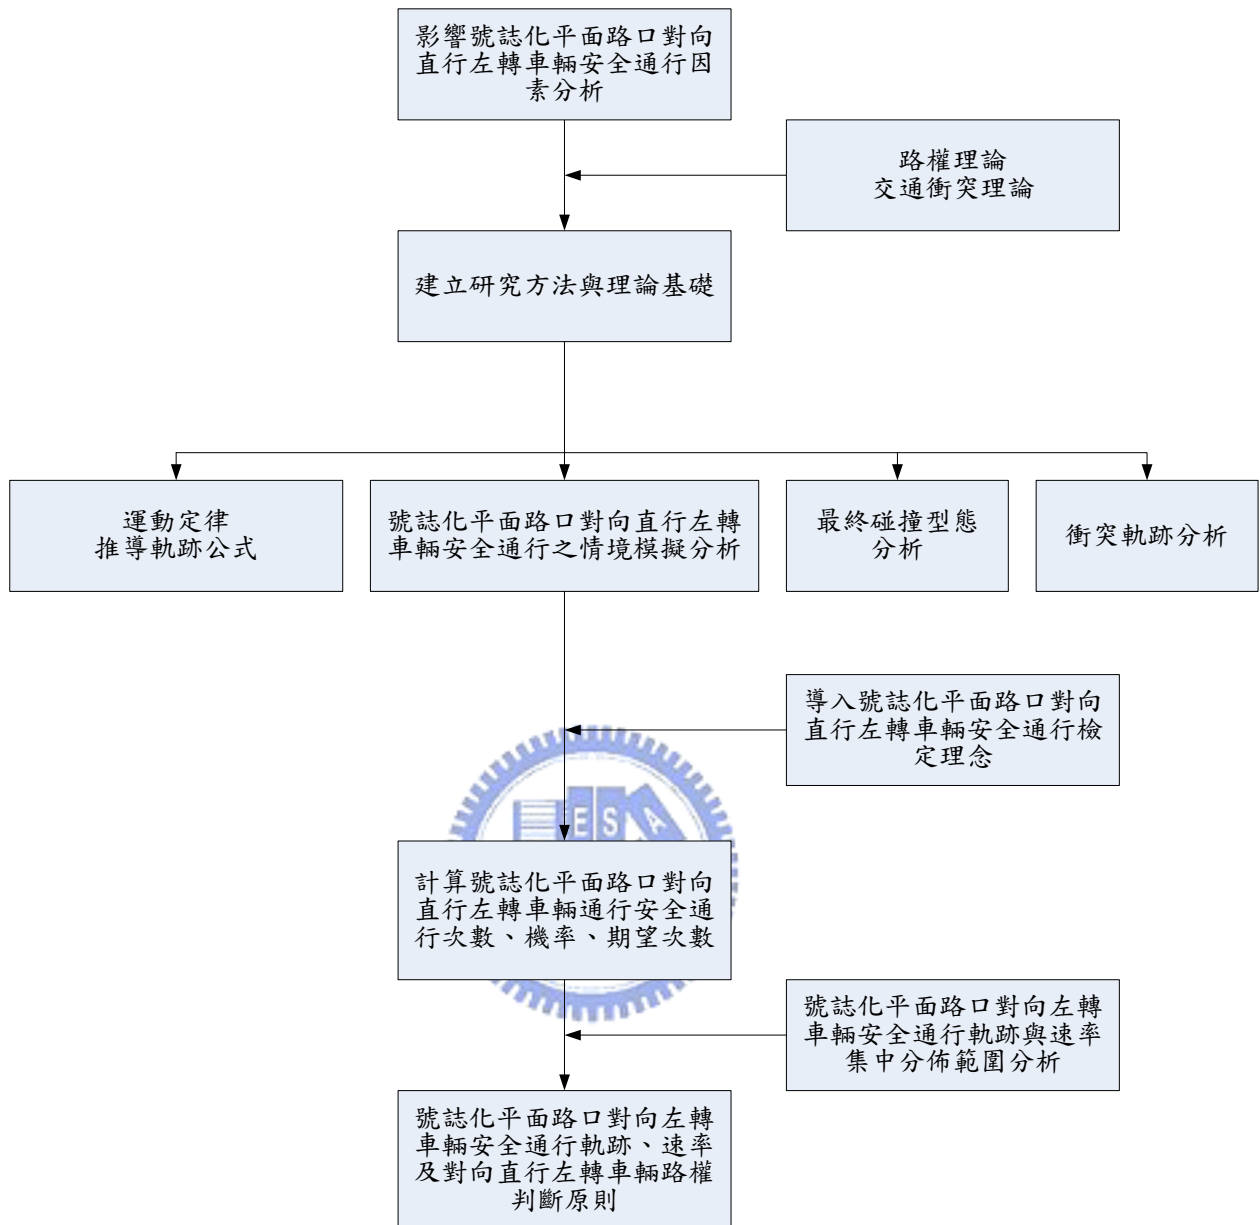 影響號誌化平面路口對向
直行左轉車輛安全通行因
素分析
路權理論
交通衝突理論
建立研究方法與理論基礎
運動定律
推導軌跡公式
號誌化平面路口對向直行左轉
車輛安全通行之情境模擬分析
最終碰撞型態
分析
衝突軌跡分析
導入號誌化平面路口對向
直行左轉車輛安全通行檢
定理念
E S A
計算號誌化平面路口對向
直行左轉車輛通行安全通
行次數、機率、期望次數
號誌化平面路口對向左轉
車輛安全通行軌跡與速率
集中分佈範圍分析
號誌化平面路口對向左轉
車輛安全通行軌跡、速率
及對向直行左轉車輛路權
判斷原則